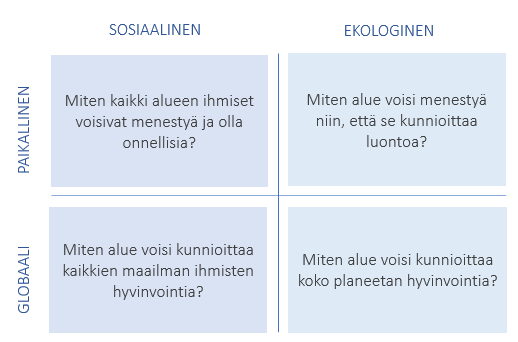 SOSIAALINEN
EKOLOGINEN
PAIKALLINEN
Miten kaikki alueen ihmiset
voisivat menestyä ja olla
onnellisia?
Miten alue voisi menestyä
niin, että se kunnioittaa
luontoa?
GLOBAALI
Miten alue voisi kunnioittaa
kaikkien maailman ihmisten
hyvinvointia?
Miten alue voisi kunnioittaa
koko planeetan hyvinvointia?